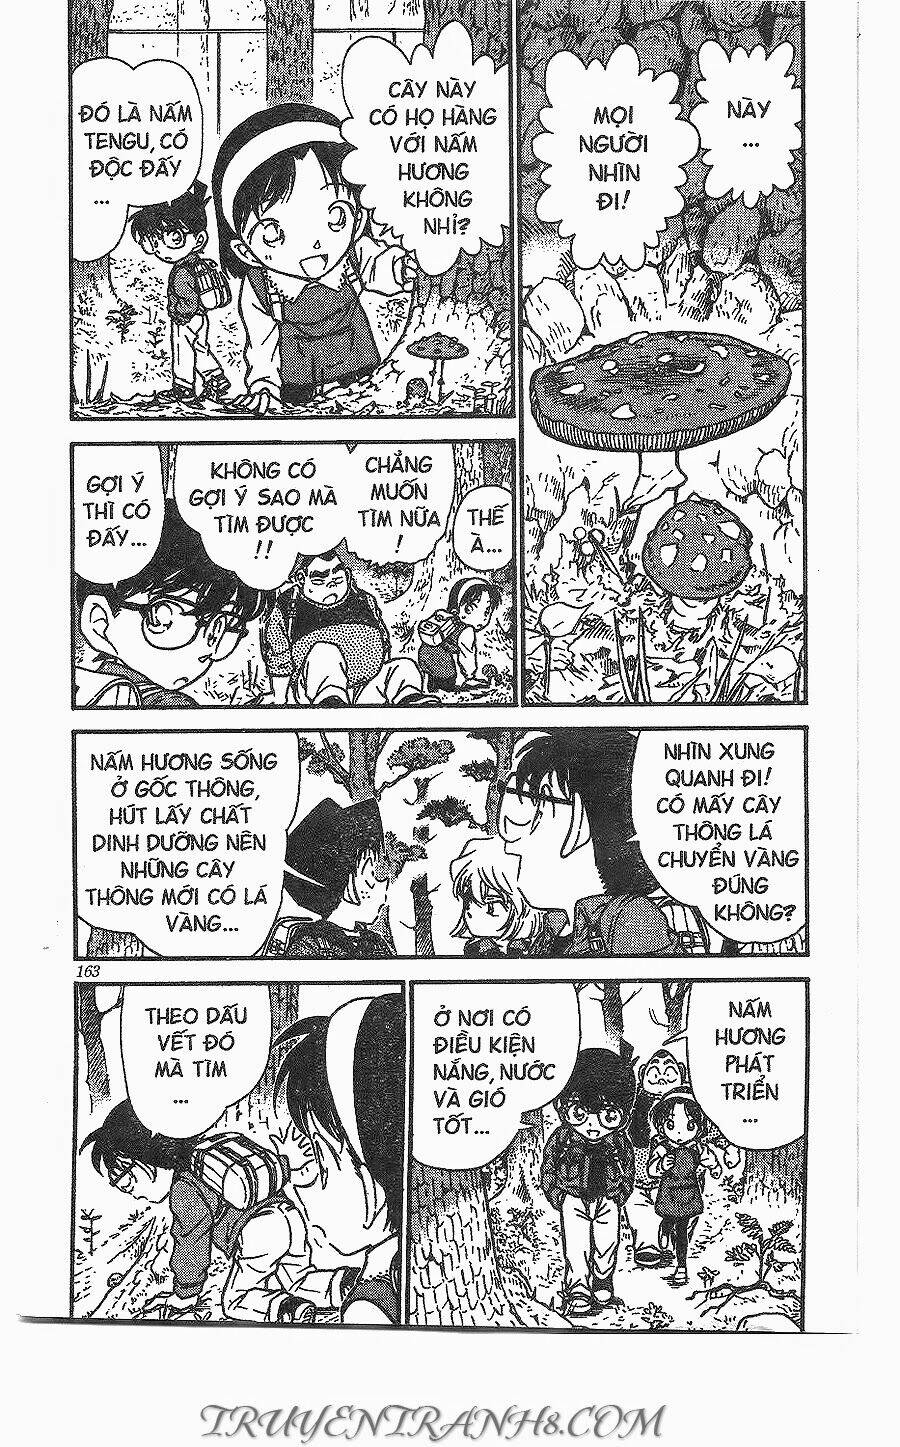 NÀY
...
MỌI
NGƯỜI
NHÌN
ĐI!
CÂY NÀY
CÓ HỌ HÀNG
VỚI NẤM
HƯƠNG
KHÔNG
NHỈ?
ĐÓ LÀ NẤM
TENGU, CÓ
ĐỘC ĐẤY
...
THẾ
À...
CHẲNG
MUỐN
TÌM NỮA
!
KHÔNG CÓ
GỢI Ý SAO MÀ
TÌM ĐƯỢC
!!
GỢI Ý
THÌ CÓ
ĐẤY...
NHÌN XUNG
QUANH ĐI!
CÓ MẤY CÂY
THÔNG LÁ
CHUYỂN VÀNG
ĐÚNG
KHÔNG?
NẤM HƯƠNG SỐNG
Ở GỐC THÔNG,
HÚT LẤY CHẤT
DINH DƯỠNG NÊN
NHỮNG CÂY
THÔNG MỚI CÓ LÁ
VÀNG...
163
NẤM
HƯƠNG
PHÁT
TRIỂN
...
Ở NƠI CÓ
ĐIỀU KIỆN
NẮNG, NƯỚC
VÀ GIÓ
TỐT...
THEO DẤU
VẾT ĐÓ
MÀ TÌM
...
TRUYENTRANH8.COM